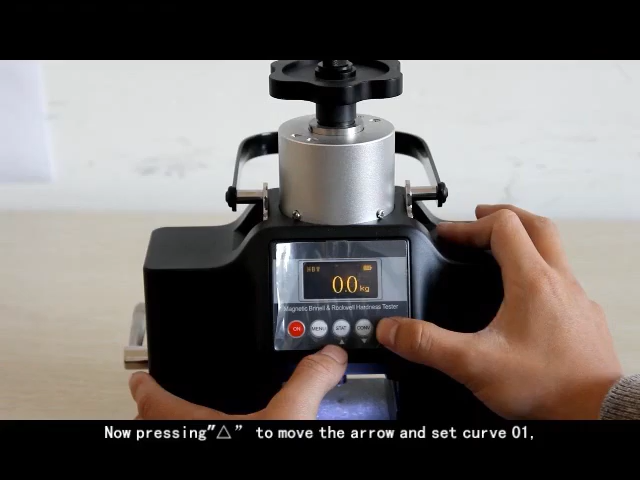 HBW
0.0 kg
Magnetic Brinell & Rockwell Hardness Tester
ON MENU STAT CONV
Now pressing"△" to move the arrow and set curve 01,